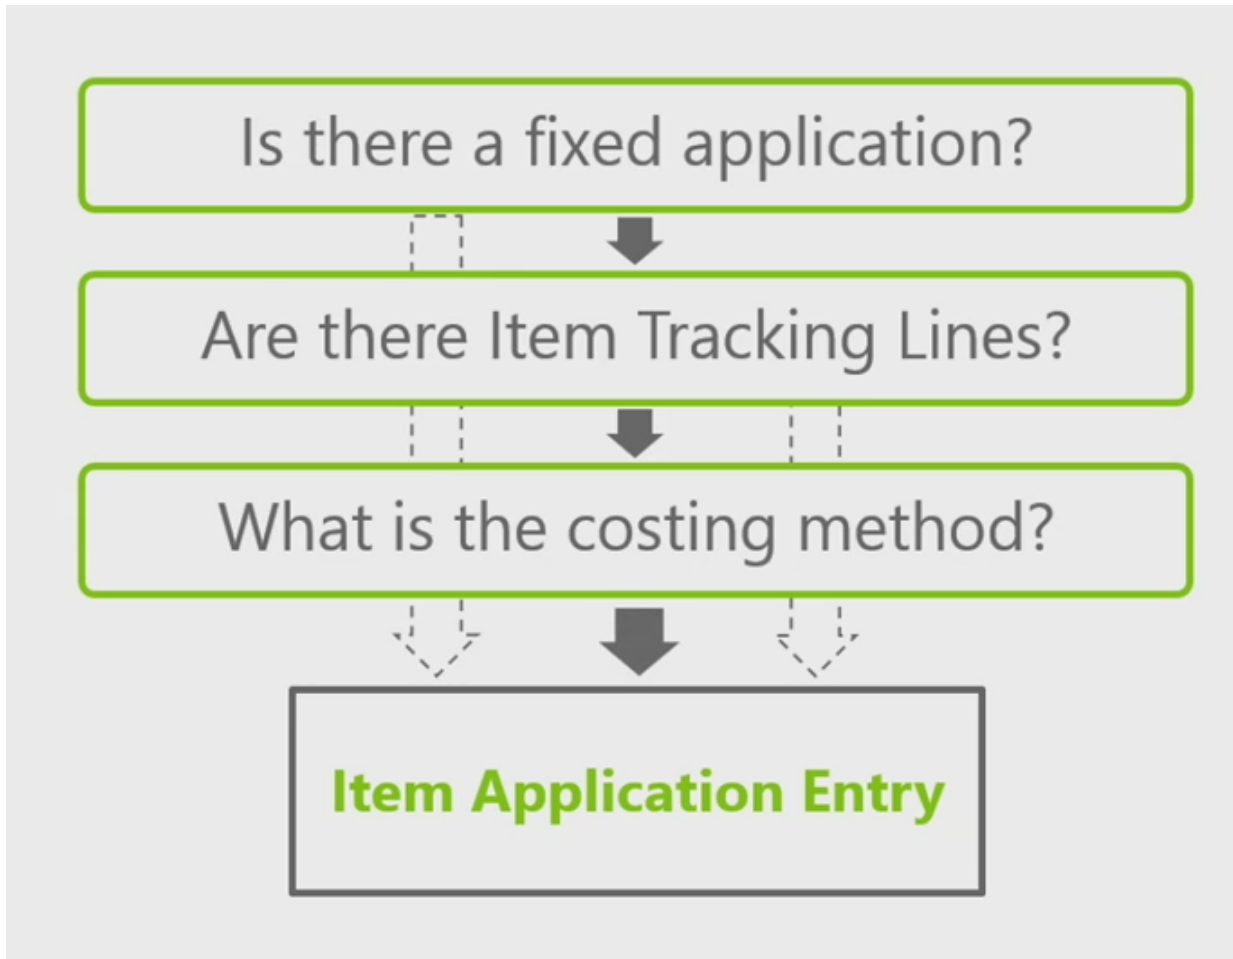 Is there a fixed application?
Are there Item Tracking Lines?
What is the costing method?
Item Application Entry